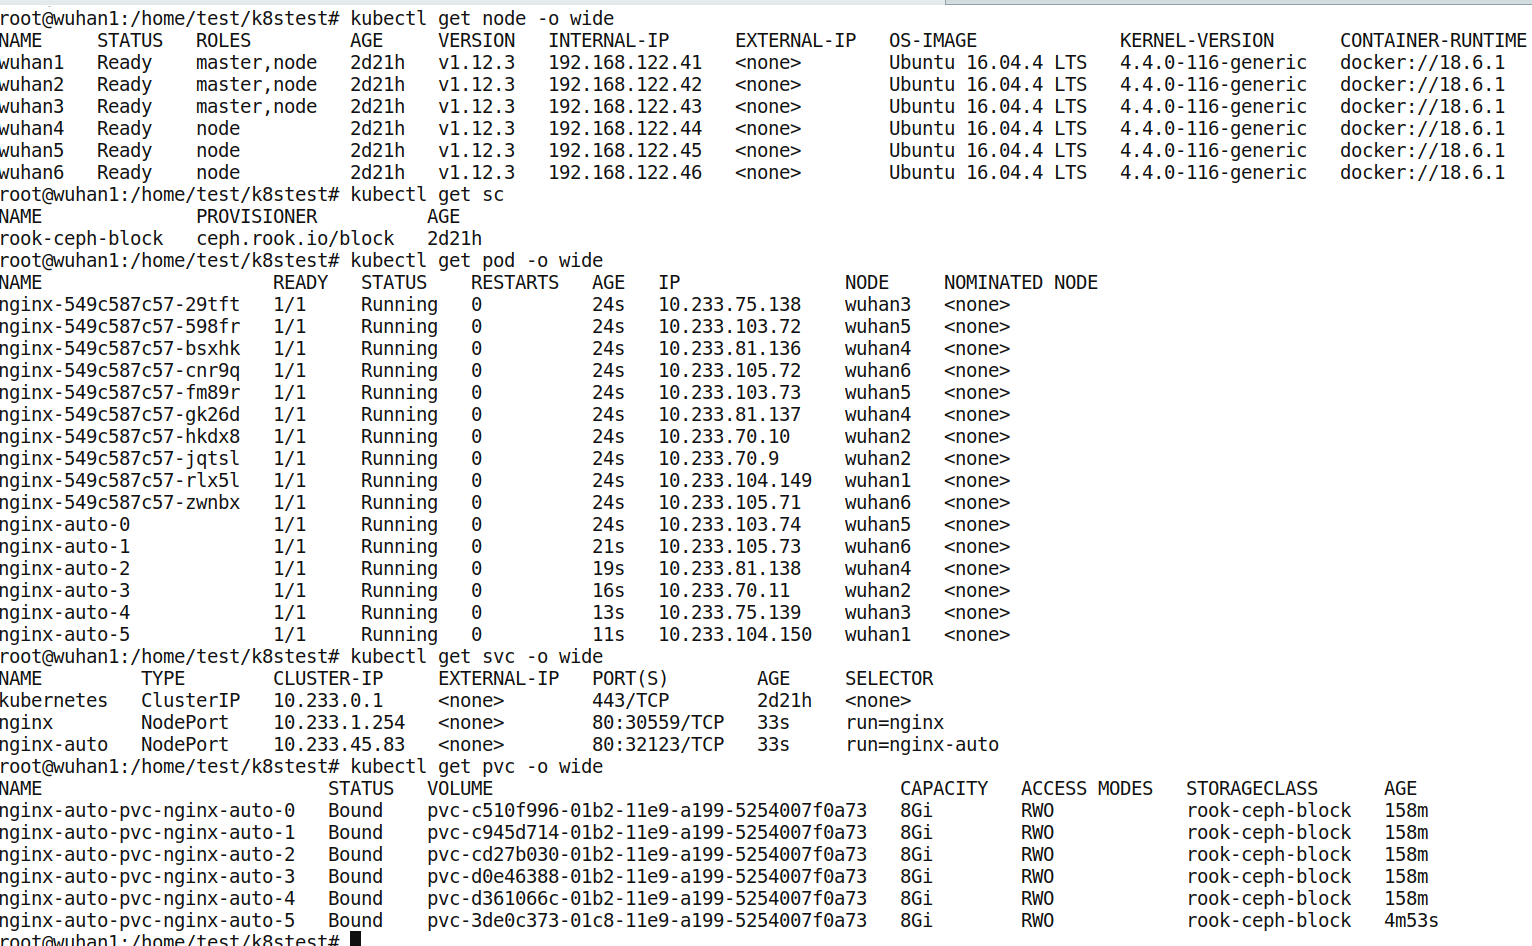 root@wuhan1:/home/test/k8stest# kubectl get node -o wide
NAME     STATUS   ROLES         AGE     VERSION   INTERNAL-IP      EXTERNAL-IP   OS-IMAGE             KERNEL-VERSION      CONTAINER-RUNTIME
wuhan1   Ready    master,node   2d21h   v1.12.3   192.168.122.41   <none>        Ubuntu 16.04.4 LTS   4.4.0-116-generic   docker://18.6.1
wuhan2   Ready    master,node   2d21h   v1.12.3   192.168.122.42   <none>        Ubuntu 16.04.4 LTS   4.4.0-116-generic   docker://18.6.1
wuhan3   Ready    master,node   2d21h   v1.12.3   192.168.122.43   <none>        Ubuntu 16.04.4 LTS   4.4.0-116-generic   docker://18.6.1
wuhan4   Ready    node          2d21h   v1.12.3   192.168.122.44   <none>        Ubuntu 16.04.4 LTS   4.4.0-116-generic   docker://18.6.1
wuhan5   Ready    node          2d21h   v1.12.3   192.168.122.45   <none>        Ubuntu 16.04.4 LTS   4.4.0-116-generic   docker://18.6.1
wuhan6   Ready    node          2d21h   v1.12.3   192.168.122.46   <none>        Ubuntu 16.04.4 LTS   4.4.0-116-generic   docker://18.6.1
root@wuhan1:/home/test/k8stest# kubectl get sc
NAME              PROVISIONER          AGE
rook-ceph-block   ceph.rook.io/block   2d21h
root@wuhan1:/home/test/k8stest# kubectl get pod -o wide
NAME                     READY   STATUS    RESTARTS   AGE   IP               NODE     NOMINATED NODE
nginx-549c587c57-29tft   1/1     Running   0          24s   10.233.75.138    wuhan3   <none>
nginx-549c587c57-598fr   1/1     Running   0          24s   10.233.103.72    wuhan5   <none>
nginx-549c587c57-bsxhk   1/1     Running   0          24s   10.233.81.136    wuhan4   <none>
nginx-549c587c57-cnr9q   1/1     Running   0          24s   10.233.105.72    wuhan6   <none>
nginx-549c587c57-fm89r   1/1     Running   0          24s   10.233.103.73    wuhan5   <none>
nginx-549c587c57-gk26d   1/1     Running   0          24s   10.233.81.137    wuhan4   <none>
nginx-549c587c57-hkdx8   1/1     Running   0          24s   10.233.70.10     wuhan2   <none>
nginx-549c587c57-jqtsl   1/1     Running   0          24s   10.233.70.9      wuhan2   <none>
nginx-549c587c57-rlx5l   1/1     Running   0          24s   10.233.104.149   wuhan1   <none>
nginx-549c587c57-zwnbx   1/1     Running   0          24s   10.233.105.71    wuhan6   <none>
nginx-auto-0             1/1     Running   0          24s   10.233.103.74    wuhan5   <none>
nginx-auto-1             1/1     Running   0          21s   10.233.105.73    wuhan6   <none>
nginx-auto-2             1/1     Running   0          19s   10.233.81.138    wuhan4   <none>
nginx-auto-3             1/1     Running   0          16s   10.233.70.11     wuhan2   <none>
nginx-auto-4             1/1     Running   0          13s   10.233.75.139    wuhan3   <none>
nginx-auto-5             1/1     Running   0          11s   10.233.104.150   wuhan1   <none>
root@wuhan1:/home/test/k8stest# kubectl get svc -o wide
NAME         TYPE        CLUSTER-IP     EXTERNAL-IP   PORT(S)        AGE     SELECTOR
kubernetes   ClusterIP   10.233.0.1     <none>        443/TCP        2d21h   <none>
nginx        NodePort    10.233.1.254   <none>        80:30559/TCP   33s     run=nginx
nginx-auto   NodePort    10.233.45.83   <none>        80:32123/TCP   33s     run=nginx-auto
root@wuhan1:/home/test/k8stest# kubectl get pvc -o wide
NAME                          STATUS   VOLUME                                     CAPACITY   ACCESS MODES   STORAGECLASS      AGE
nginx-auto-pvc-nginx-auto-0   Bound    pvc-c510f996-01b2-11e9-a199-5254007f0a73   8Gi        RWO            rook-ceph-block   158m
nginx-auto-pvc-nginx-auto-1   Bound    pvc-c945d714-01b2-11e9-a199-5254007f0a73   8Gi        RWO            rook-ceph-block   158m
nginx-auto-pvc-nginx-auto-2   Bound    pvc-cd27b030-01b2-11e9-a199-5254007f0a73   8Gi        RWO            rook-ceph-block   158m
nginx-auto-pvc-nginx-auto-3   Bound    pvc-d0e46388-01b2-11e9-a199-5254007f0a73   8Gi        RWO            rook-ceph-block   158m
nginx-auto-pvc-nginx-auto-4   Bound    pvc-d361066c-01b2-11e9-a199-5254007f0a73   8Gi        RWO            rook-ceph-block   158m
nginx-auto-pvc-nginx-auto-5   Bound    pvc-3de0c373-01c8-11e9-a199-5254007f0a73   8Gi        RWO            rook-ceph-block   4m53s
root@wuhan1:/home/test/k8stest#